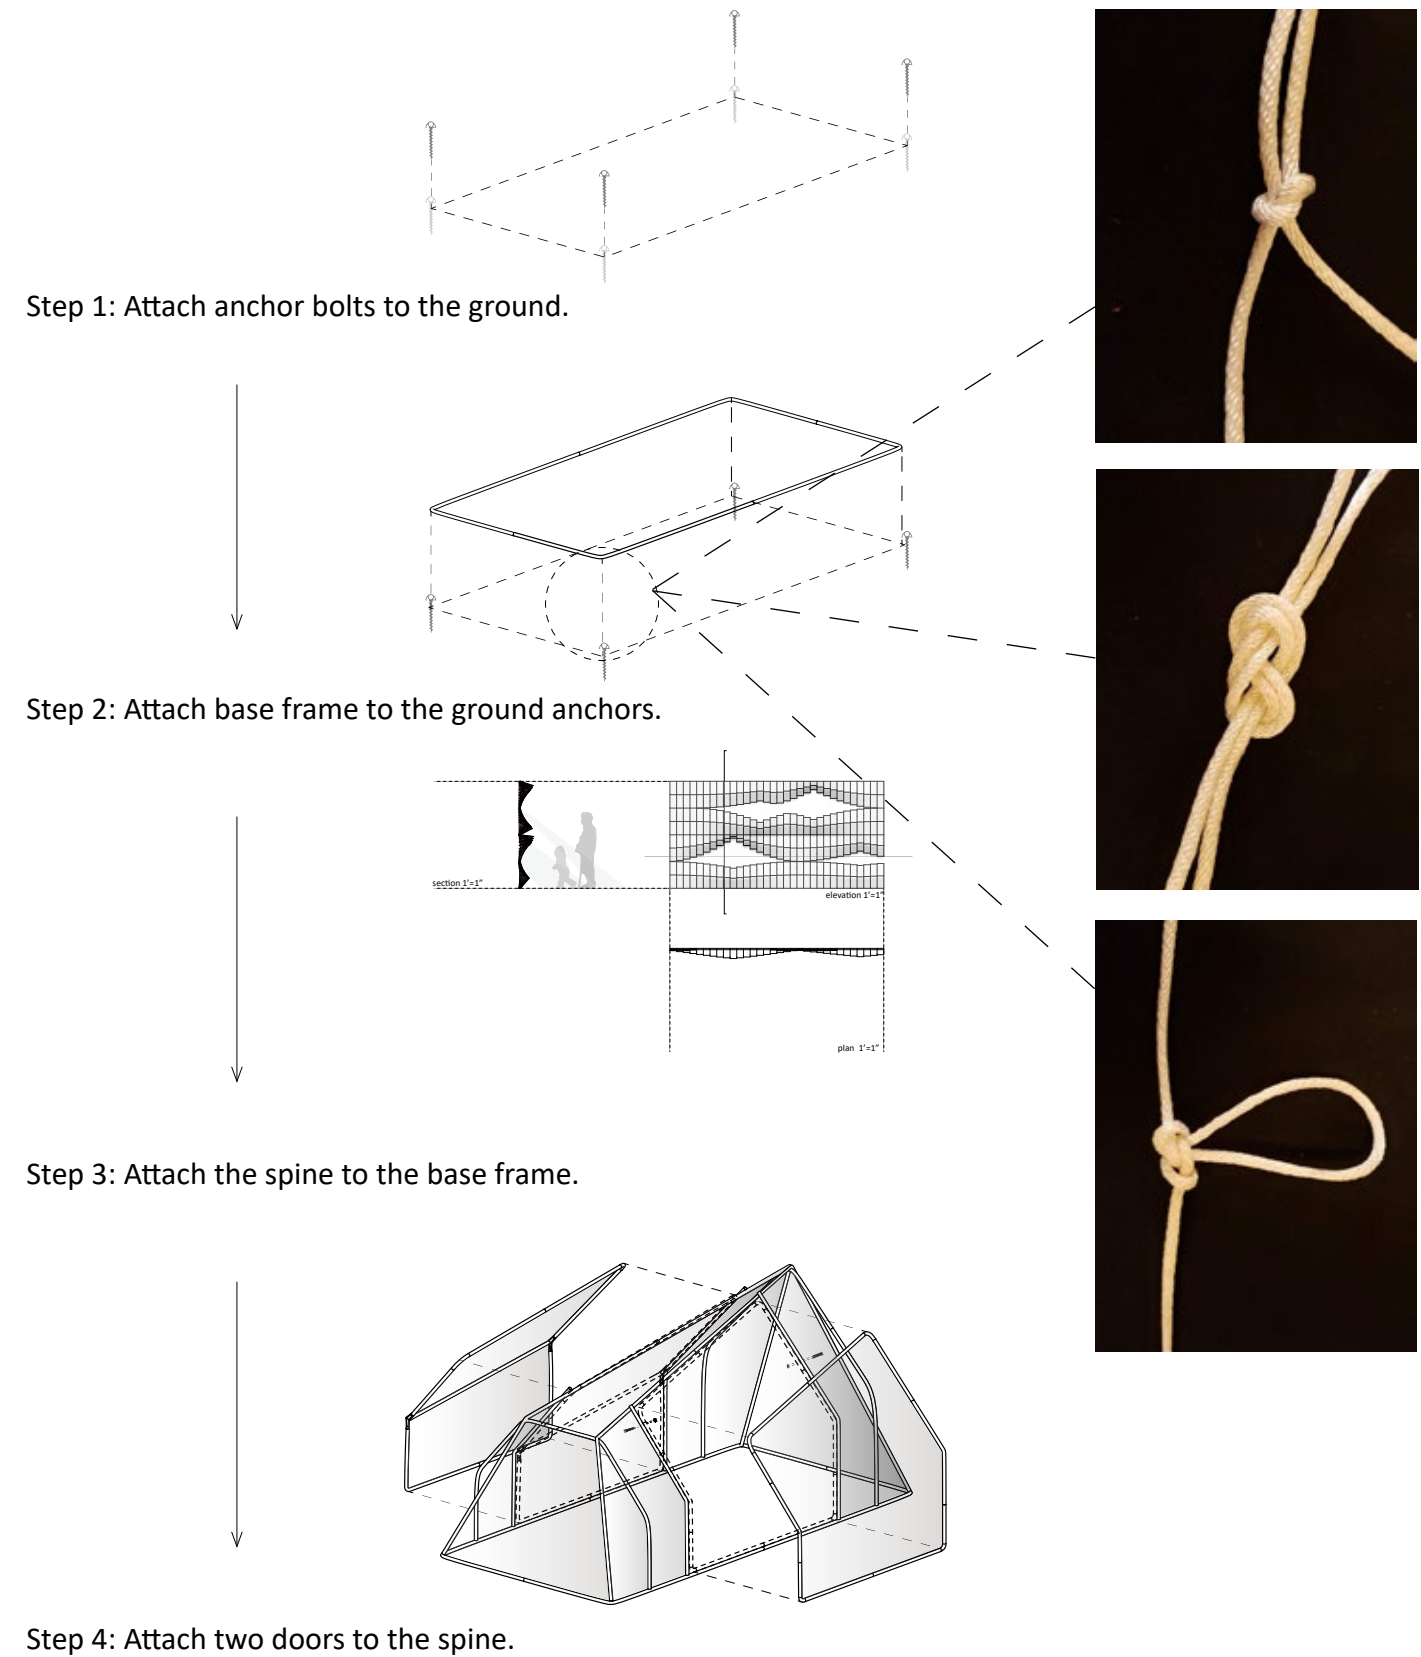 Step 1: Attach anchor bolts to the ground.
Step 2: Attach base frame to the ground anchors.
section 1'=1"
elevation 1'=1"
plan 1'=1"
Step 3: Attach the spine to the base frame.
Step 4: Attach two doors to the spine.